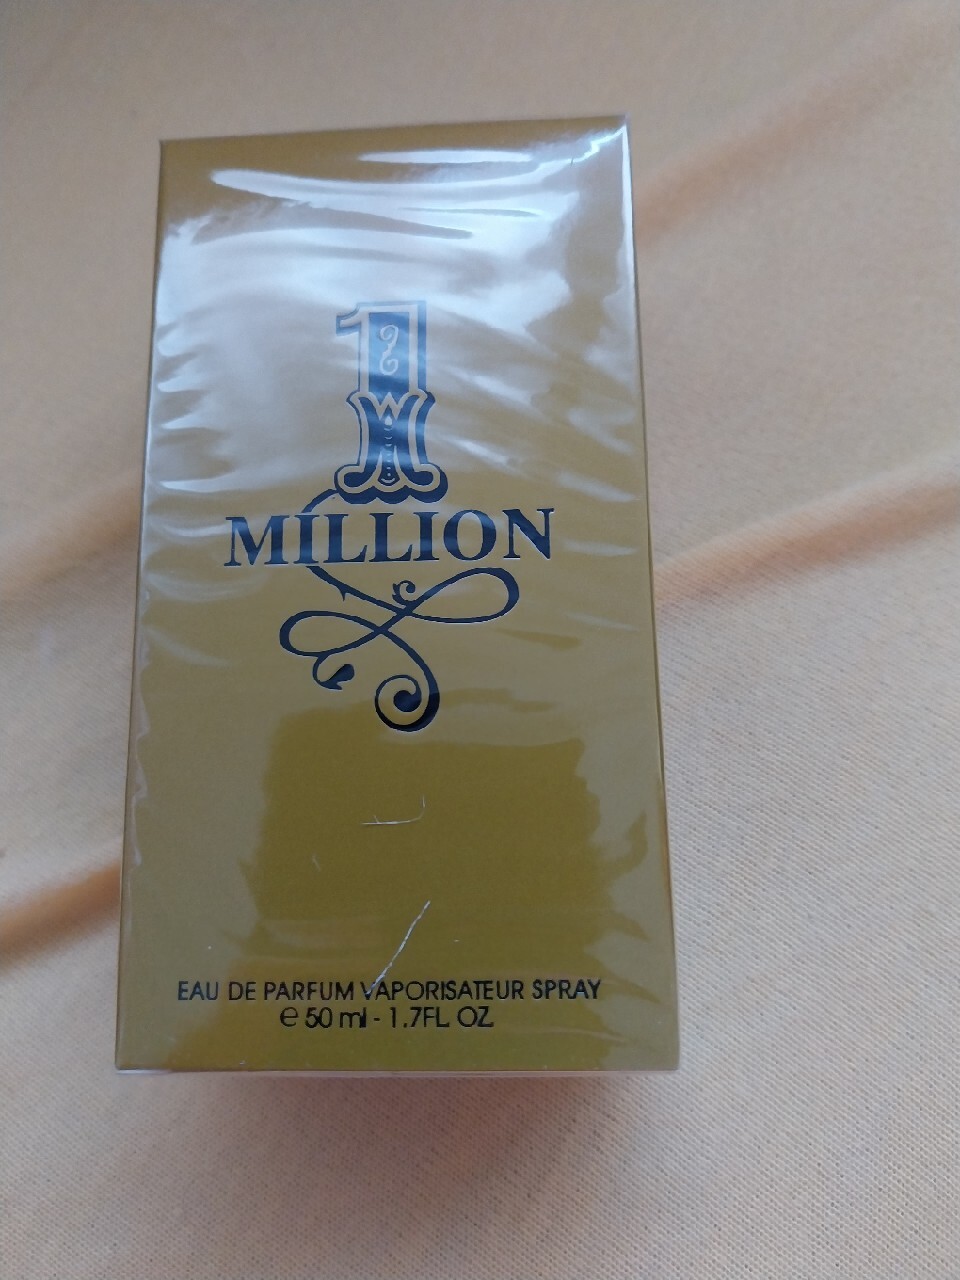 1
MILLION
EAU DE PARFUM VAPORISATEUR SPRAY
e 50 ml - 1.7FL OZ